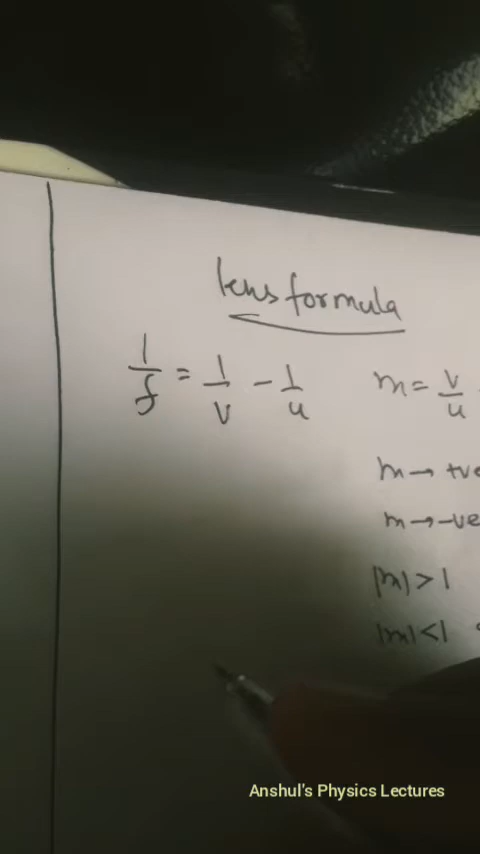 lens formula
1/f = 1/v - 1/u
m = v/u
m → +ve
m → -ve
|m| > 1
|m| < 1
Anshul's Physics Lectures